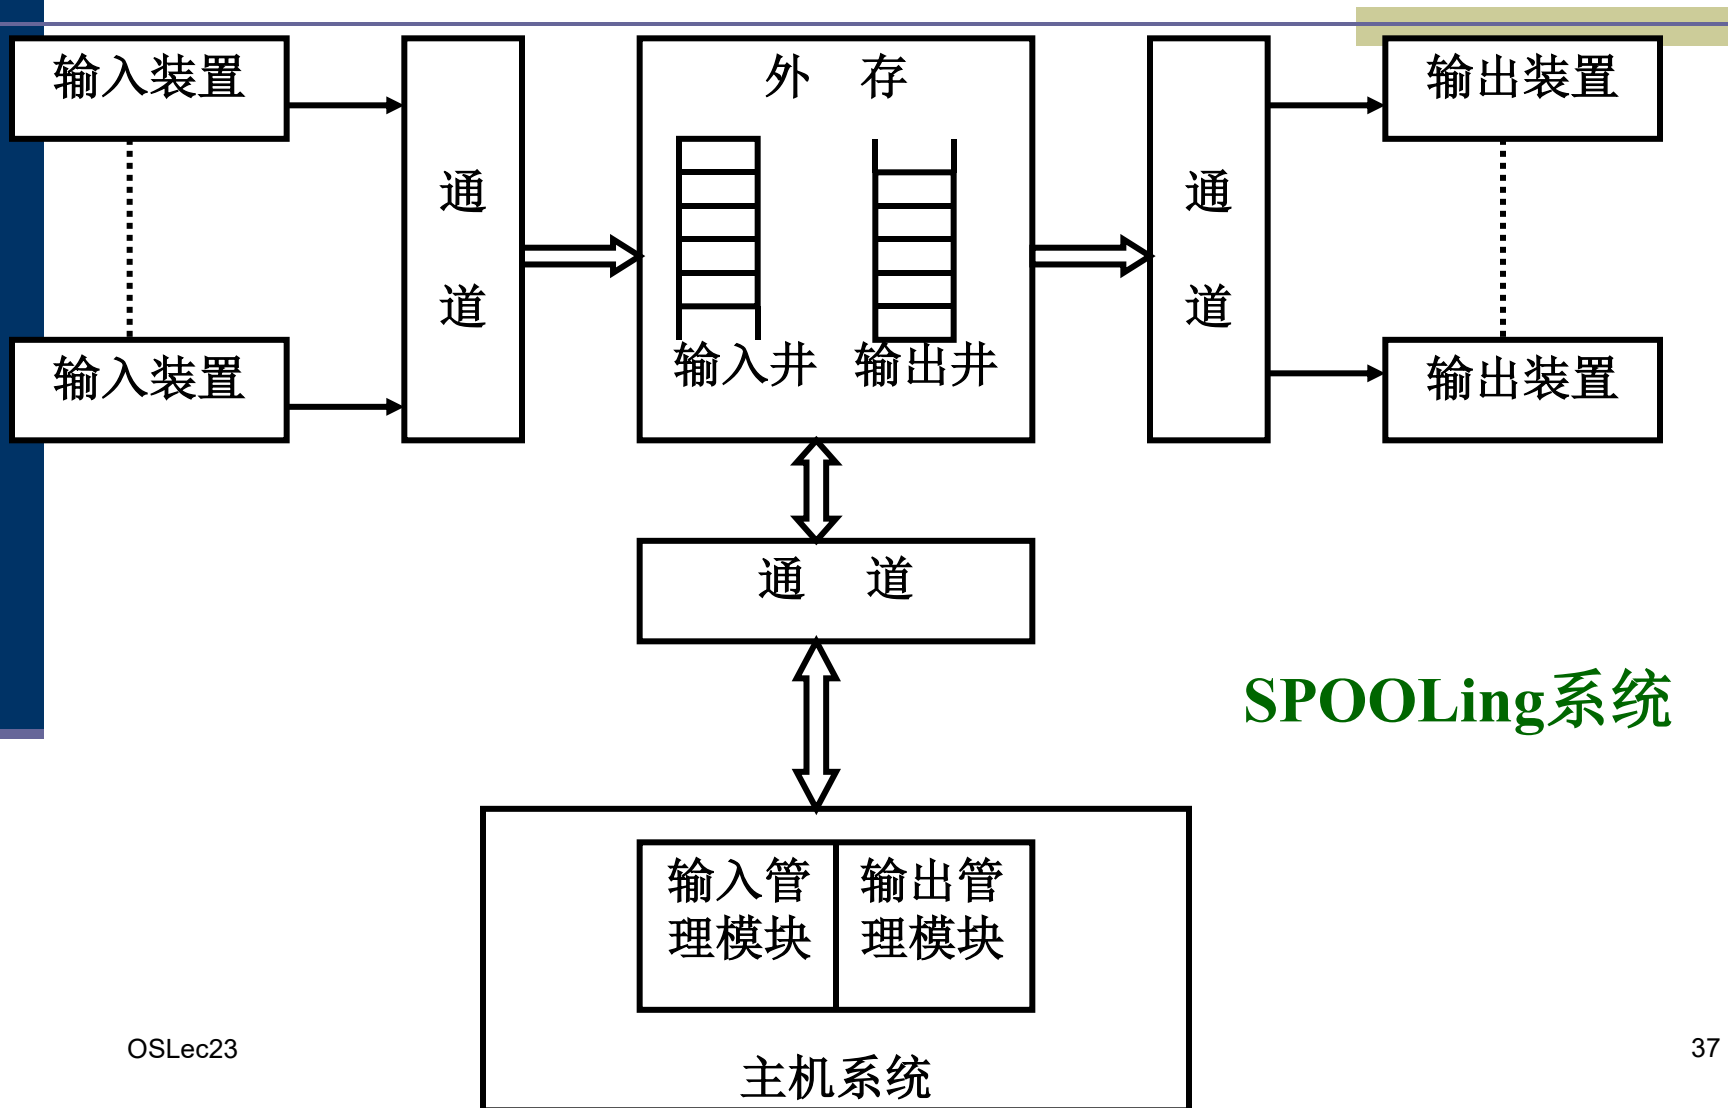 输入装置
通
道
外 存
通
道
输出装置
输入井 输出井
输入装置
输出装置
通 道
SPOOLing系统
输入管
理模块
输出管
理模块
主机系统
OSLec23
37